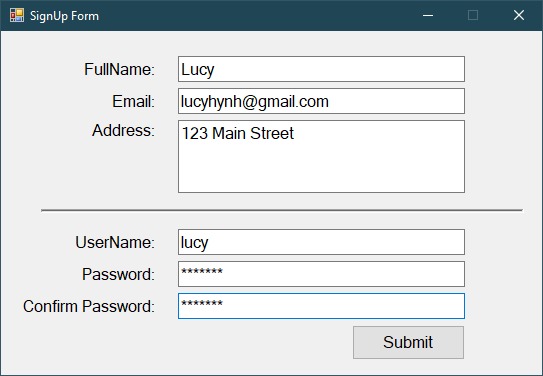 SignUp Form
FullName: Lucy
Email: lucyhynh@gmail.com
Address: 123 Main Street
UserName: lucy
Password: *******
Confirm Password: *******
Submit